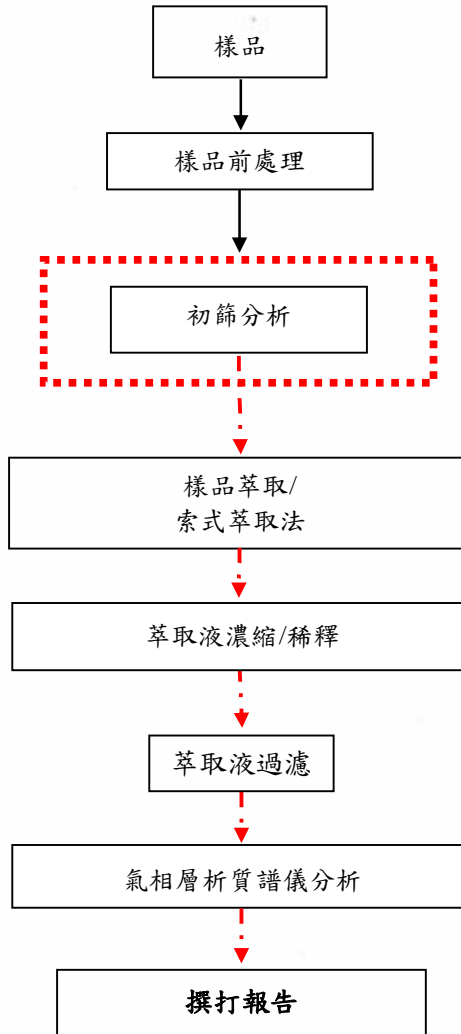 樣品
樣品前處理
初篩分析
樣品萃取/
索式萃取法
萃取液濃縮/稀釋
萃取液過濾
氣相層析質譜儀分析
撰打報告